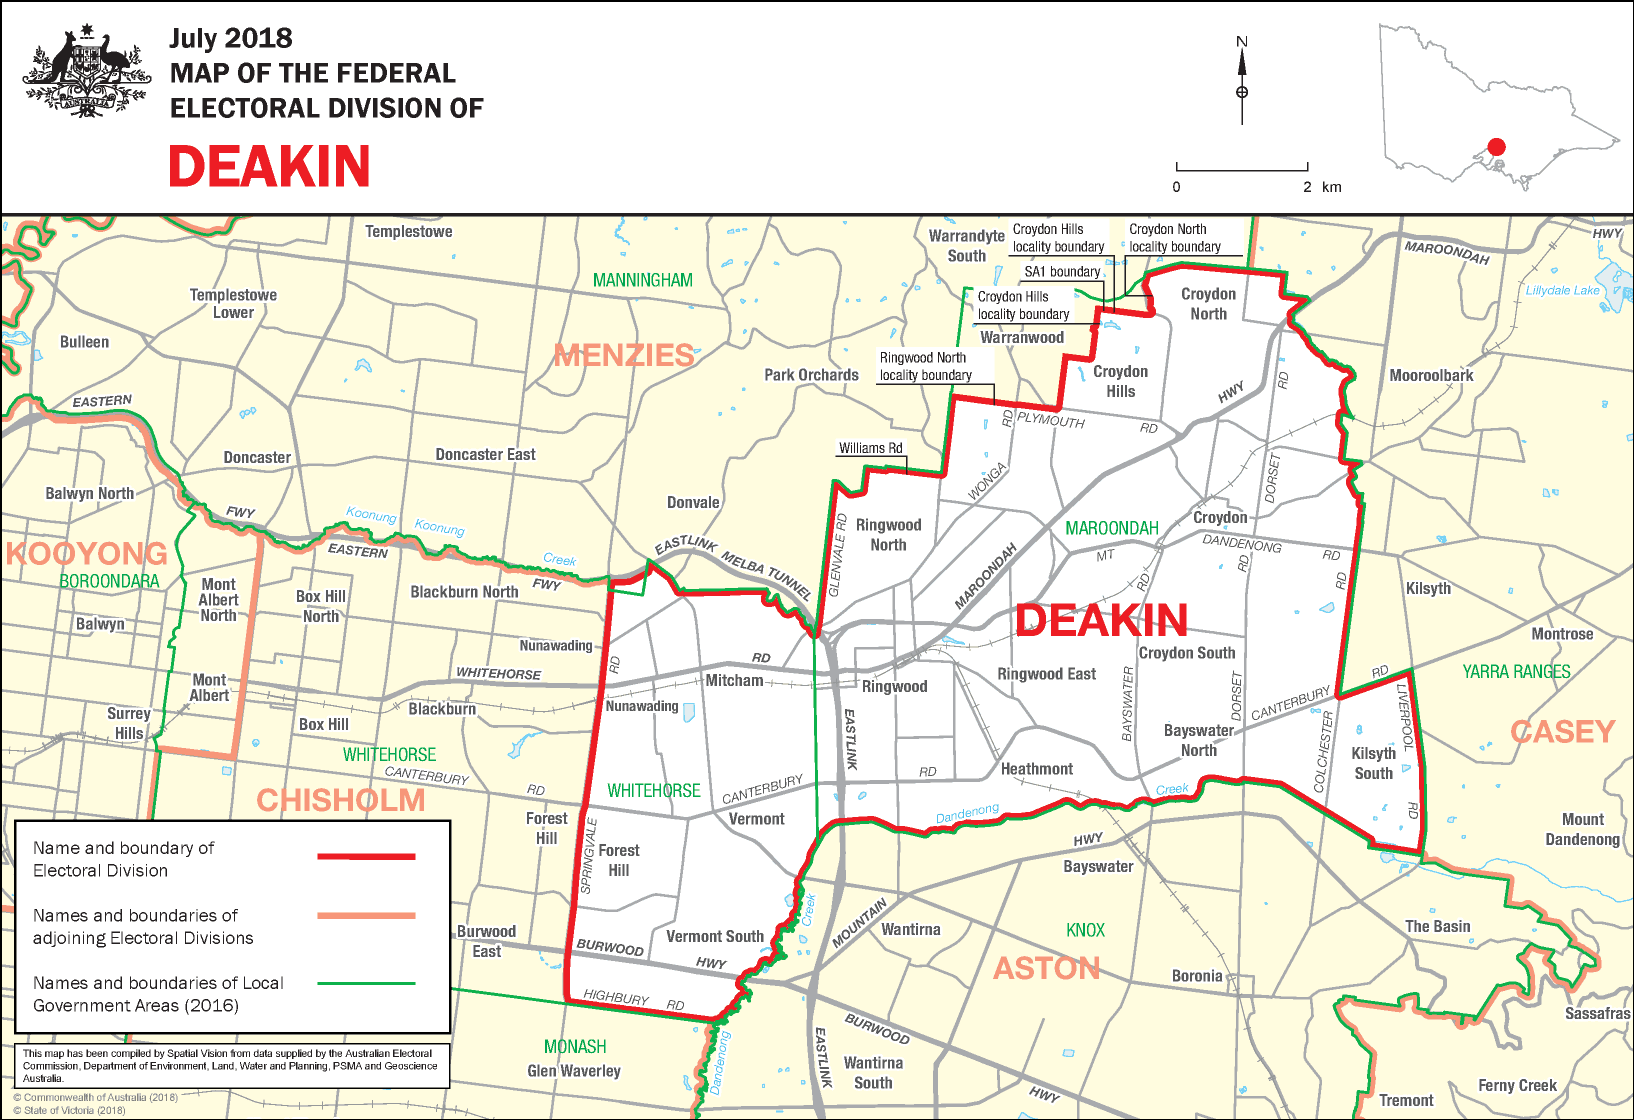 July 2018
MAP OF THE FEDERAL
ELECTORAL DIVISION OF
DEAKIN
AUSTRALIA
N
0 2 km
Templestowe
MANNINGHAM
Warrandyte
South
Croydon Hills
locality boundary
Croydon North
locality boundary
SA1 boundary
Croydon Hills
locality boundary
MAROONDAH
HWY
Lillydale Lake
Templestowe
Lower
Croydon
North
Bulleen
MENZIES
Warranwood
Ringwood North
locality boundary
Park Orchards
Croydon
Hills
Mooroolbark
EASTERN
HWY
RD
RD
PLYMOUTH
RD
Doncaster
Doncaster East
Williams Rd
Balwyn North
WONGA
DORSET
Donvale
FWY
Koonung
Koonung
Creek
EASTERN
FWY
Ringwood
North
GLENVALE RD
MAROONDAH
Croydon
DANDENONG
RD
MT
RD
RD
RD
KOOYONG
BOROONDARA
EASTLINK
MELBA TUNNEL
MAROONDAH
Mont
Albert
North
Box Hill
North
Blackburn North
Kilsyth
Balwyn
DEAKIN
Montrose
Nunawading
RD
WHITEHORSE
RD
Croydon South
YARRA RANGES
Mont
Albert
Mitcham
Ringwood
Ringwood East
BAYSWATER
DORSET
CANTERBURY
RD
LIVERPOOL
Nunawading
Surrey
Hills
Box Hill
Blackburn
EASTLINK
Bayswater
North
COLCHESTER
CASEY
WHITEHORSE
CANTERBURY
RD
Kilsyth
South
RD
CHISHOLM
WHITEHORSE
CANTERBURY
RD
Heathmont
Creek
Dandenong
Forest
Hill
Vermont
SPRINGVALE
Forest
Hill
HWY
Bayswater
Mount
Dandenong
Creek
MOUNTAIN
Wantirna
KNOX
The Basin
Burwood
East
Vermont South
BURWOOD
HWY
ASTON
Boronia
HIGHBURY
RD
Sassafras
MONASH
Glen Waverley
Dandenong
EASTLINK
BURWOOD
HWY
Wantirna
South
Ferny Creek
Tremont
Name and boundary of
Electoral Division
Names and boundaries of
adjoining Electoral Divisions
Names and boundaries of Local
Government Areas (2016)
This map has been compiled by Spatial Vision from data supplied by the Australian Electoral
Commission, Department of Environment, Land, Water and Planning, PSMA and Geoscience
Australia.
© Commonwealth of Australia (2018)
© State of Victoria (2018)